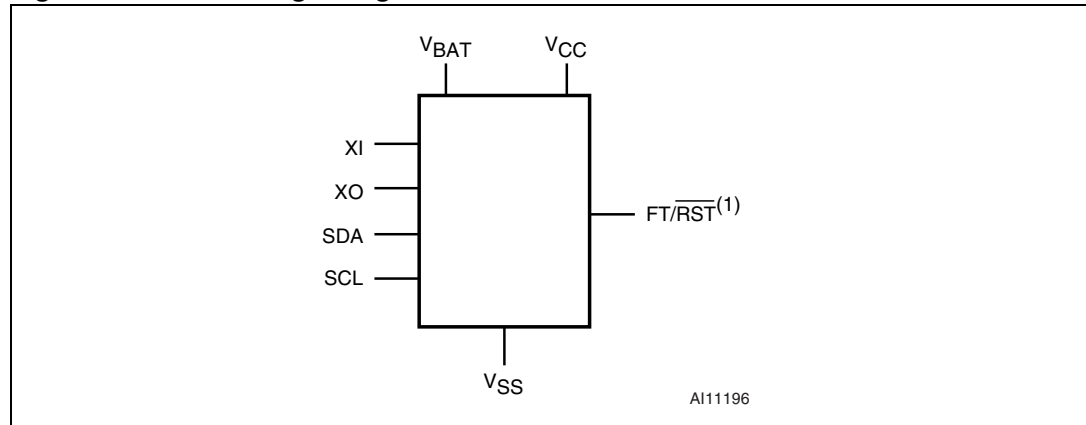 VBAT
VCC
XI
XO
SDA
SCL
FT/RST(1)
VSS
AI11196